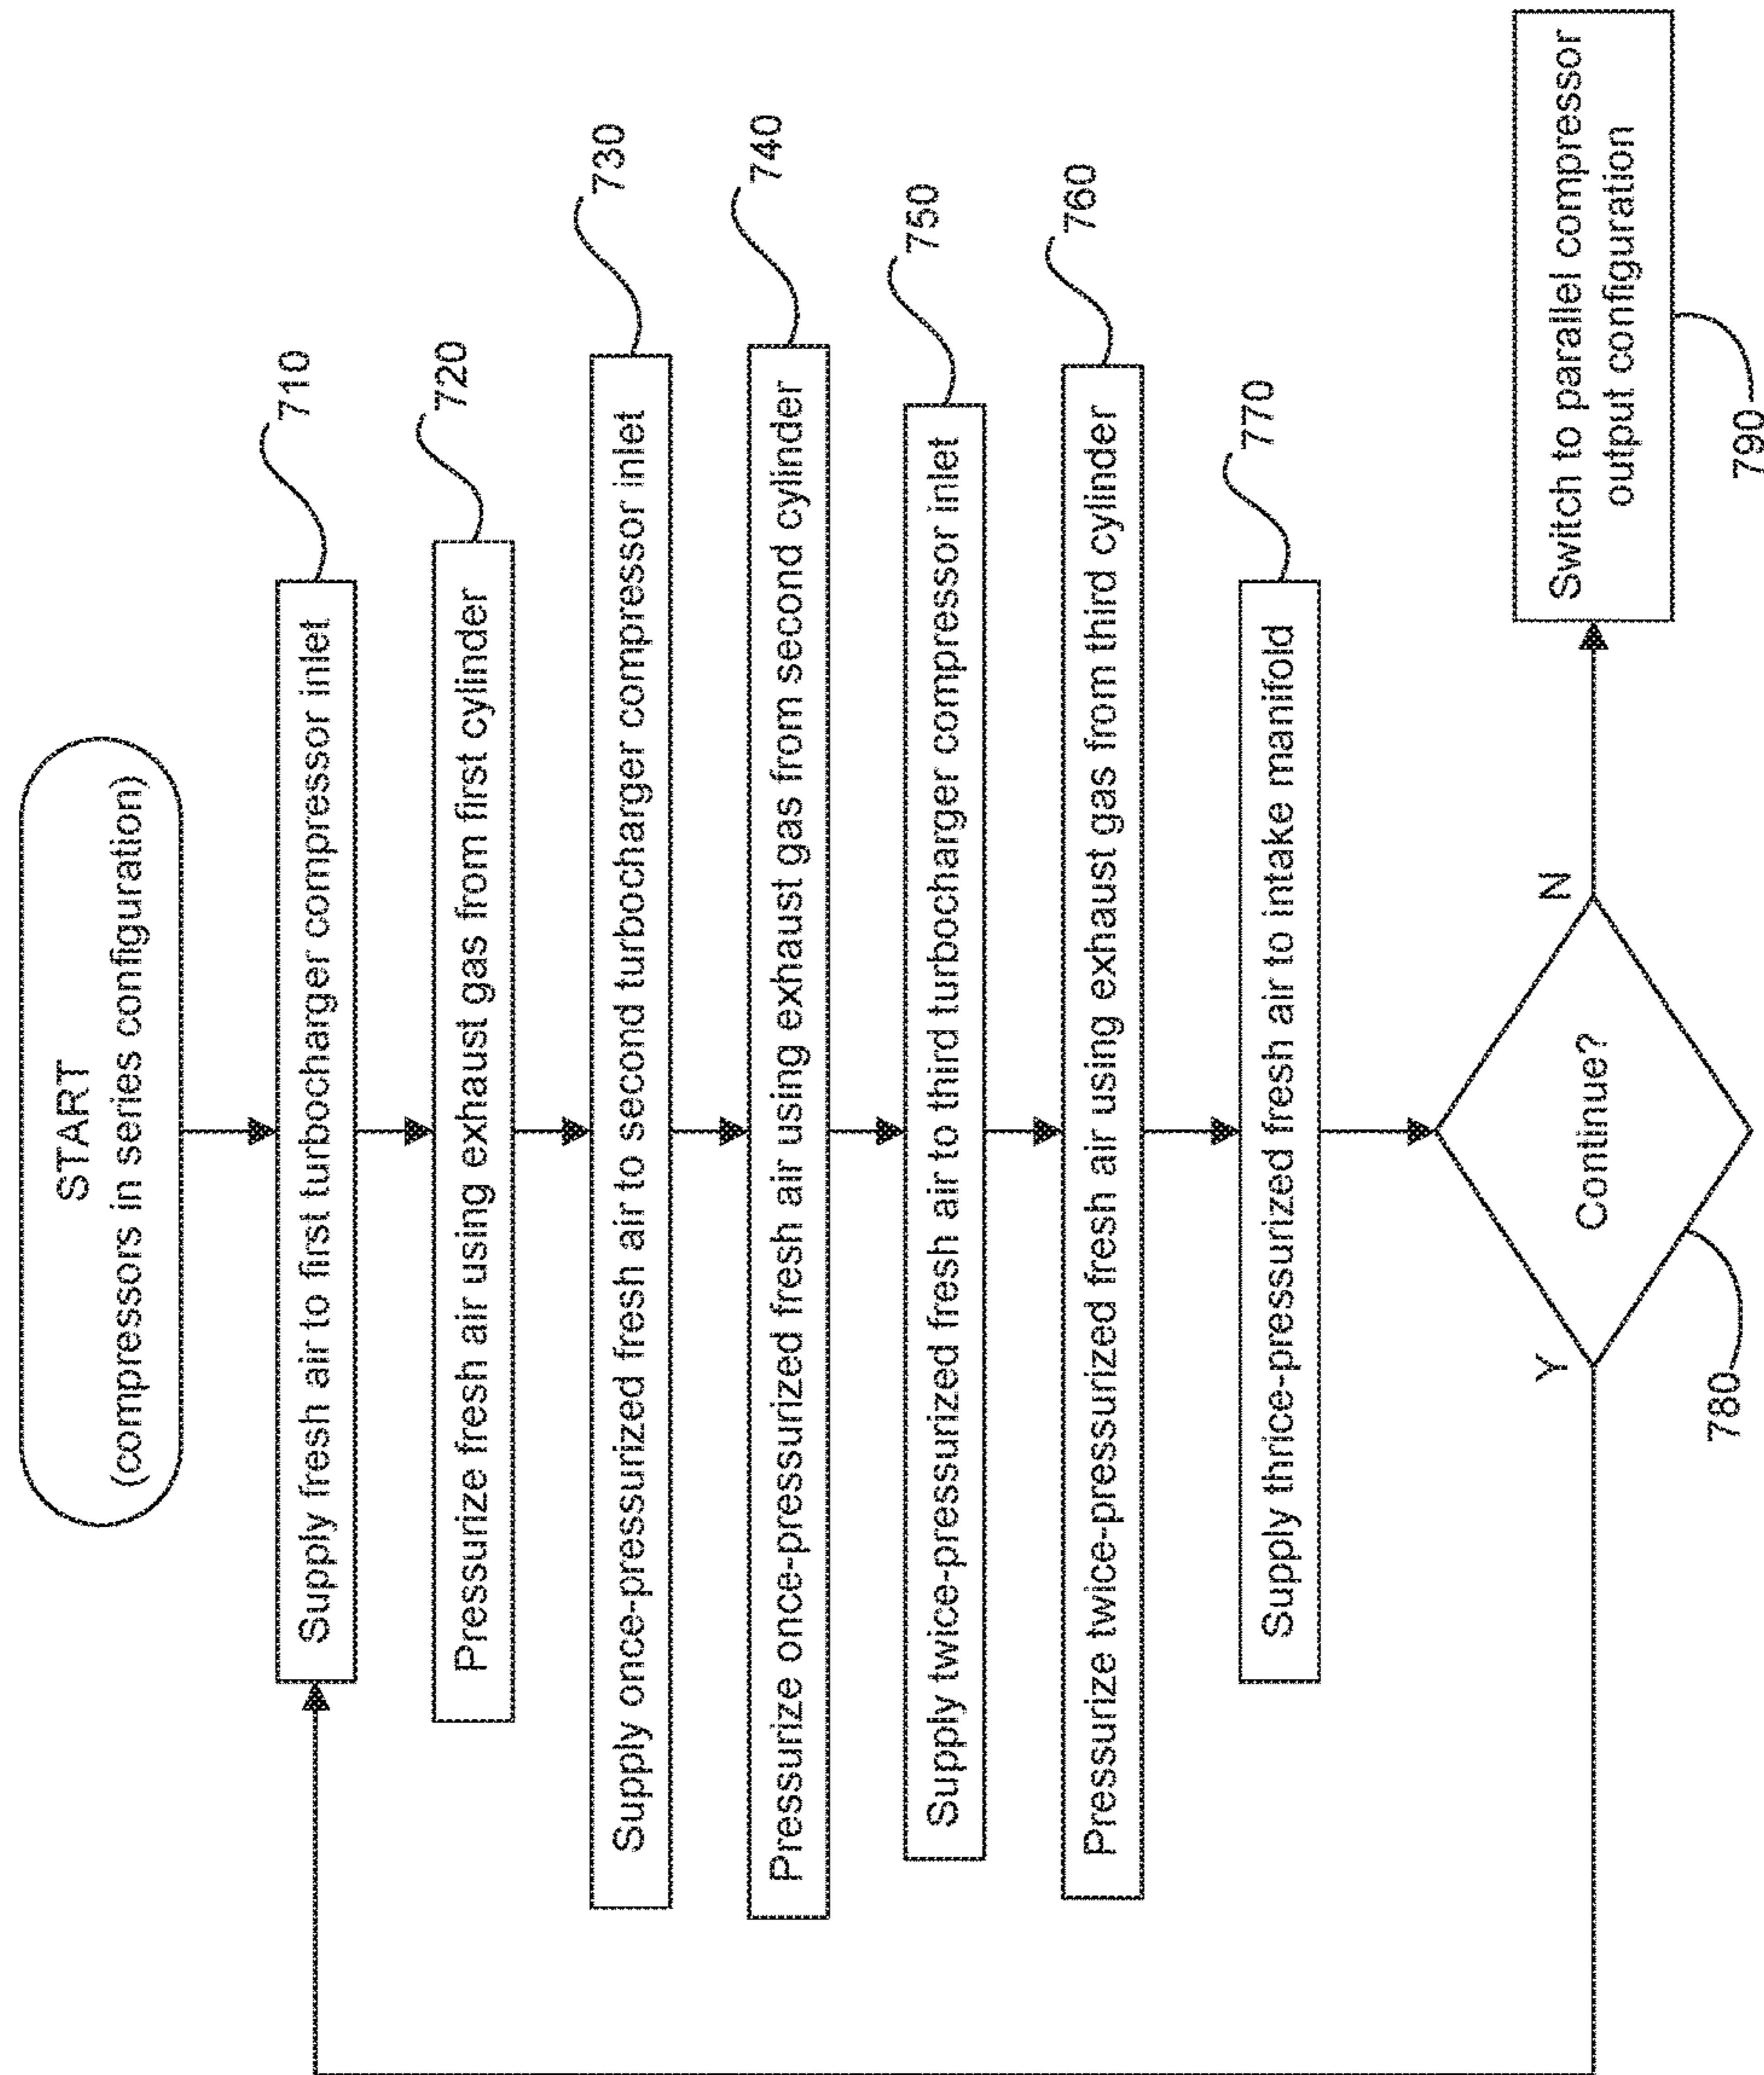 START
(compressors in series configuration)
Supply fresh air to first turbocharger compressor inlet
710
Pressurize fresh air using exhaust gas from first cylinder
720
Supply once-pressurized fresh air to second turbocharger compressor inlet
730
Pressurize once-pressurized fresh air using exhaust gas from second cylinder
740
Supply twice-pressurized fresh air to third turbocharger compressor inlet
750
Pressurize twice-pressurized fresh air using exhaust gas from third cylinder
760
Supply thrice-pressurized fresh air to intake manifold
770
Continue?
Y
N
780
Switch to parallel compressor
output configuration
790